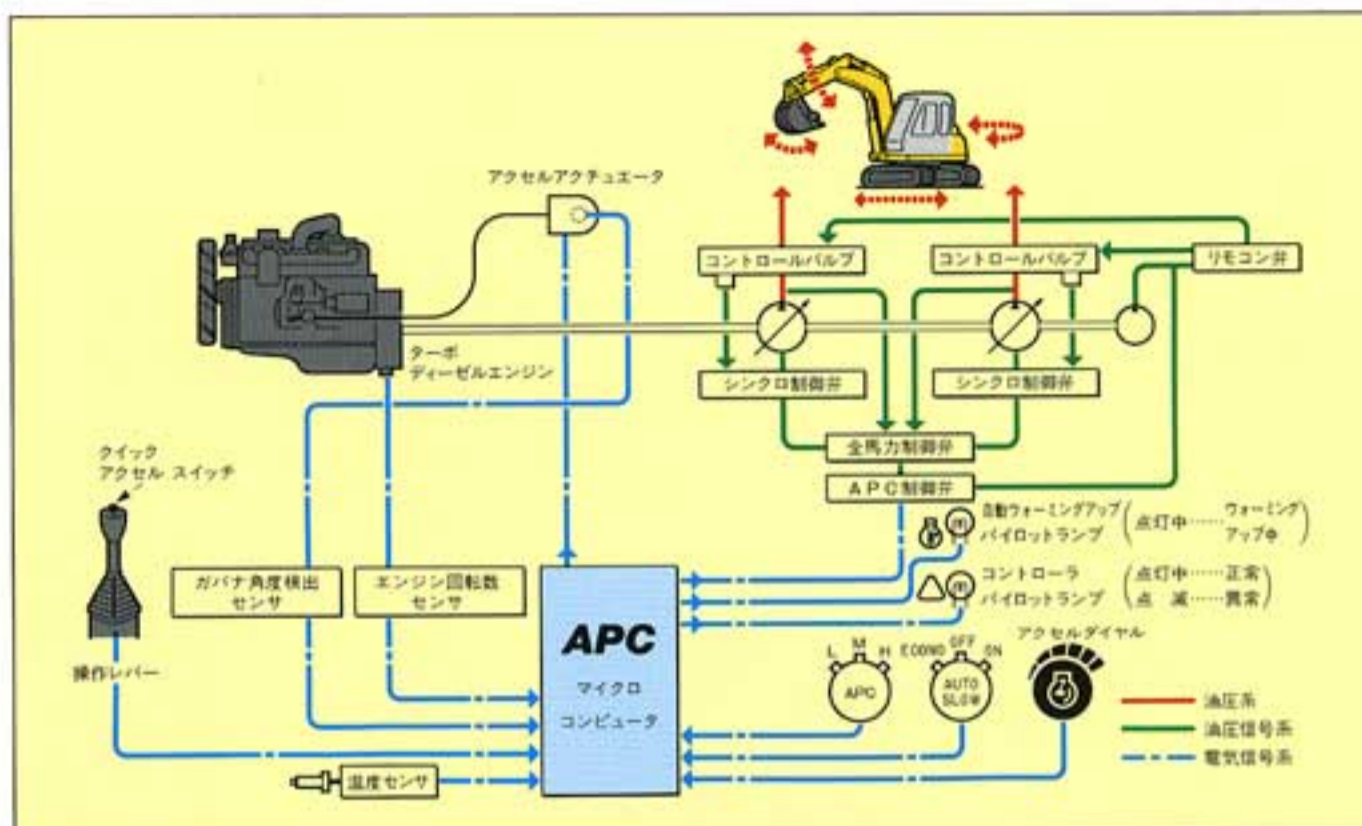 アクセルアクチュエータ
コントロールバルブ
コントロールバルブ
リモコン弁
ターボ
ディーゼルエンジン
シンクロ制御弁
シンクロ制御弁
全馬力制御弁
APC制御弁
クイック
アクセル スイッチ
自動ウォーミングアップ
パイロットランプ
点灯中……ウォーミング
アップ中
コントローラ
パイロットランプ
点灯中……正常
点 滅……異常
ガバナ角度検出
センサ
エンジン回転数
センサ
操作レバー
APC
マイクロ
コンピュータ
温度センサ
L M H
APC
ECONO OFF ON
AUTO
SLOW
アクセルダイヤル
油圧系
油圧信号系
電気信号系